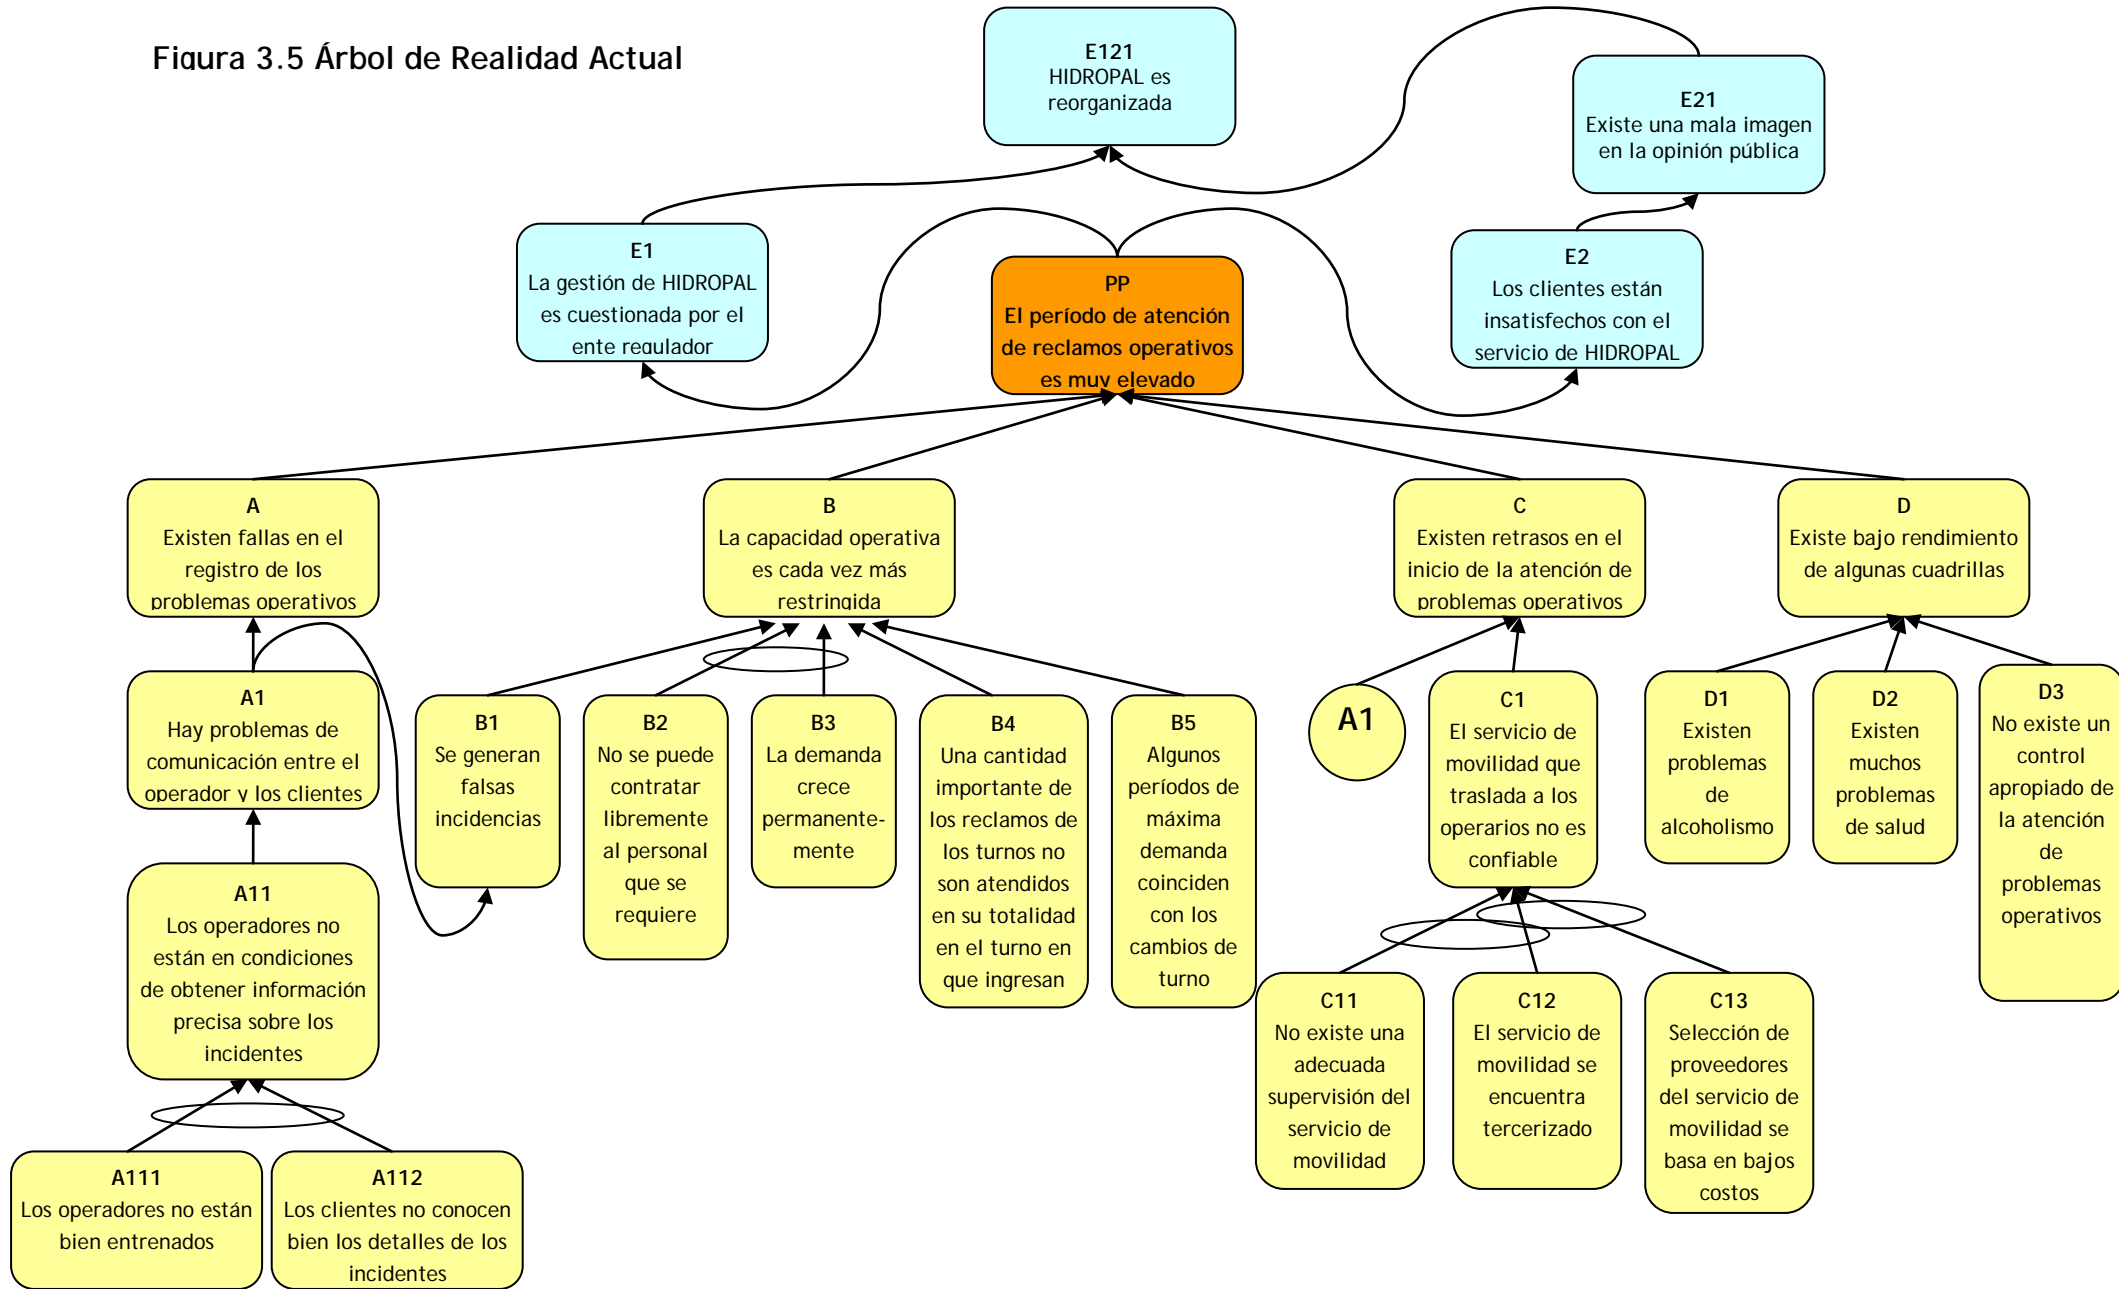 Figura 3.5 Árbol de Realidad Actual
E121
HIDROPAL es
reorganizada
E21
Existe una mala imagen
en la opinión pública
E1
La gestión de HIDROPAL
es cuestionada por el
ente regulador
PP
El período de atención
de reclamos operativos
es muy elevado
E2
Los clientes están
insatisfechos con el
servicio de HIDROPAL
A
Existen fallas en el
registro de los
problemas operativos
B
La capacidad operativa
es cada vez más
restringida
C
Existen retrasos en el
inicio de la atención de
problemas operativos
D
Existe bajo rendimiento
de algunas cuadrillas
A1
Hay problemas de
comunicación entre el
operador y los clientes
B1
Se generan
falsas
incidencias
B2
No se puede
contratar
libremente
al personal
que se
requiere
B3
La demanda
crece
permanente-
mente
B4
Una cantidad
importante de
los reclamos de
los turnos no
son atendidos
en su totalidad
en el turno en
que ingresan
B5
Algunos
períodos de
máxima
demanda
coinciden
con los
cambios de
turno
A1
C1
El servicio de
movilidad que
traslada a los
operarios no es
confiable
D1
Existen
problemas
de
alcoholismo
D2
Existen
muchos
problemas
de salud
D3
No existe un
control
apropiado de
la atención
de
problemas
operativos
A11
Los operadores no
están en condiciones
de obtener información
precisa sobre los
incidentes
C11
No existe una
adecuada
supervisión del
servicio de
movilidad
C12
El servicio de
movilidad se
encuentra
tercerizado
C13
Selección de
proveedores
del servicio de
movilidad se
basa en bajos
costos
A111
Los operadores no están
bien entrenados
A112
Los clientes no conocen
bien los detalles de los
incidentes